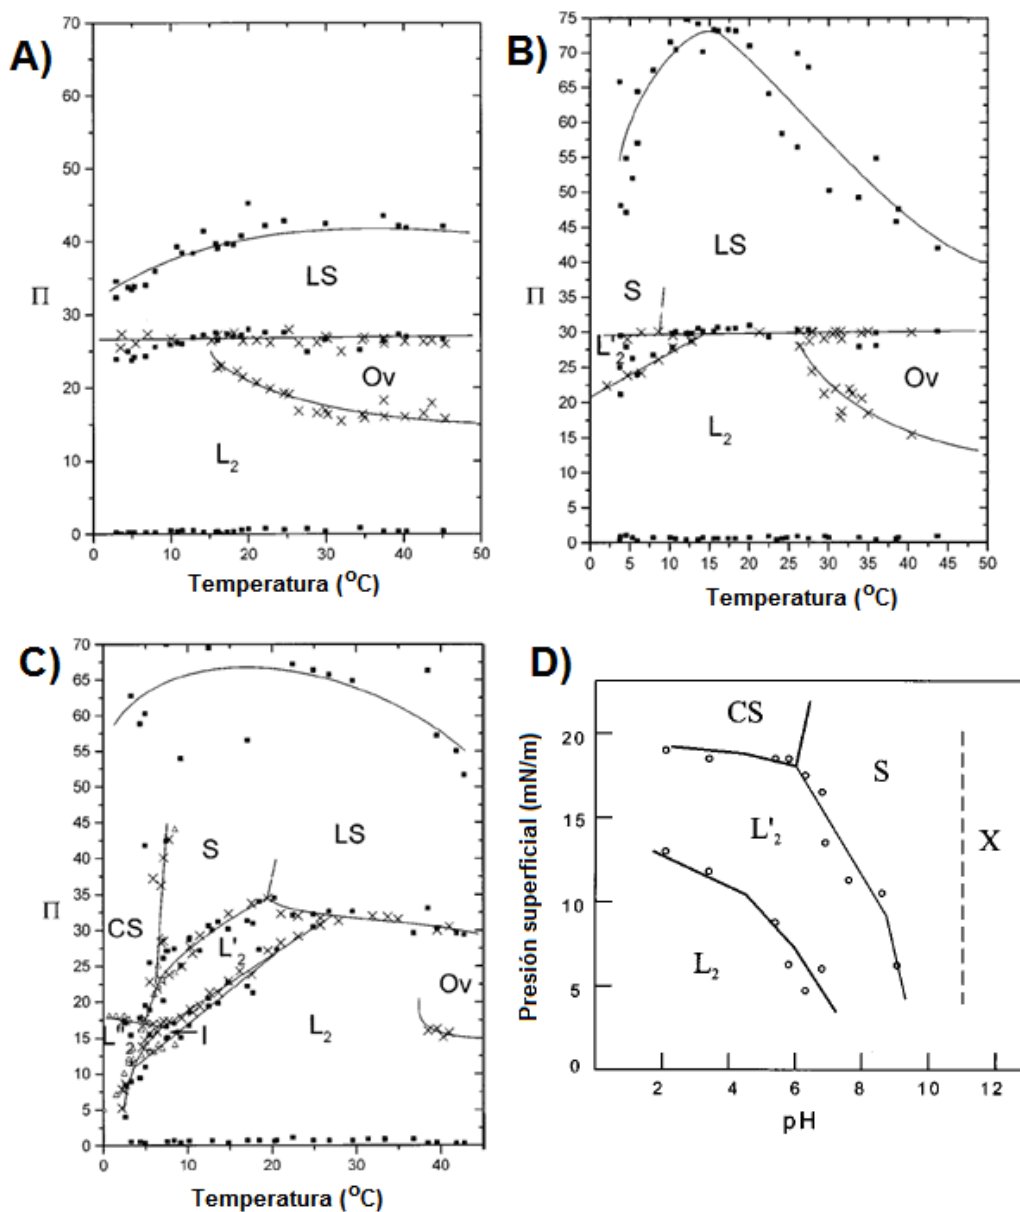 A)
70
60
50
40
30
20
10
0
Π
LS
Ov
L2
0 10 20 30 40 50
Temperatura (°C)
B)
75
70
65
60
55
50
45
40
35
30
25
20
15
10
5
0
Π
LS
S
L'2
Ov
L2
0 5 10 15 20 25 30 35 40 45 50
Temperatura (°C)
C)
70
65
60
55
50
45
40
35
30
25
20
15
10
5
0
Π
S
LS
CS
L'2
Ov
L''2
I
L2
0 10 20 30 40
Temperatura (°C)
D)
Presión superficial (mN/m)
20
15
10
5
0
CS
S
L'2
X
L2
2 4 6 8 10 12
pH